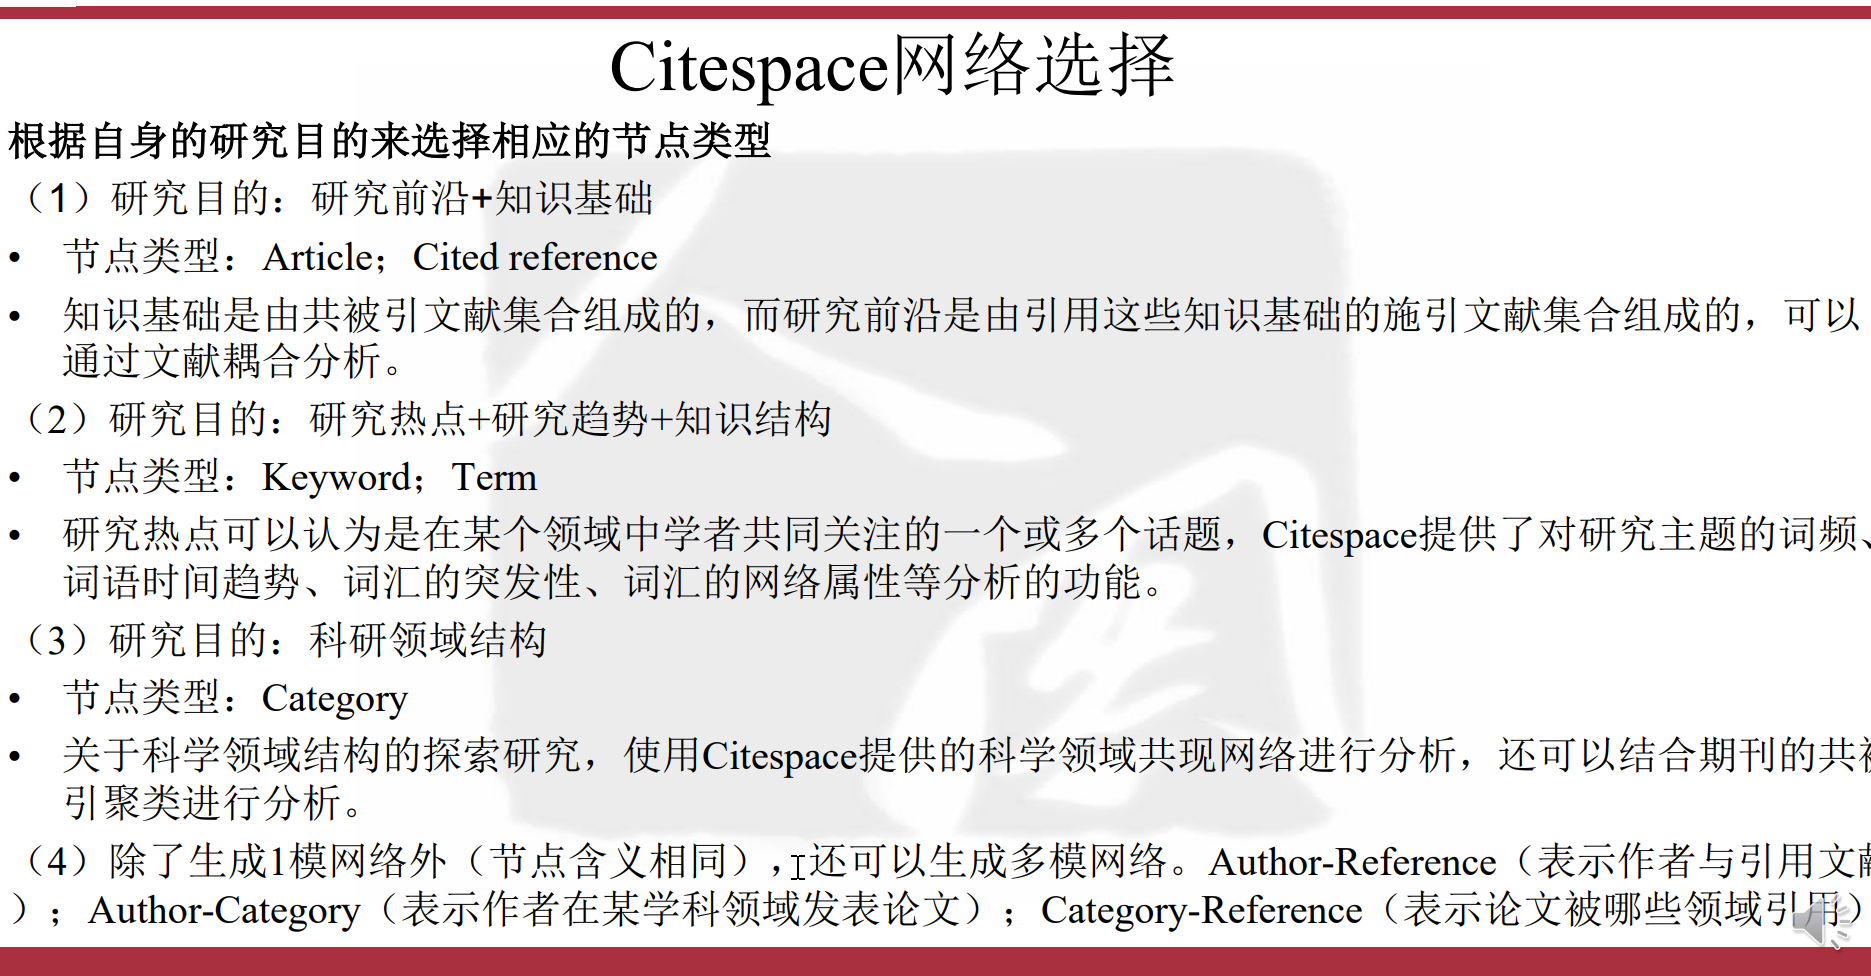 Citespace网络选择
根据自身的研究目的来选择相应的节点类型
（1）研究目的：研究前沿+知识基础
• 节点类型：Article；Cited reference
• 知识基础是由共被引文献集合组成的，而研究前沿是由引用这些知识基础的施引文献集合组成的，可以
通过文献耦合分析。
（2）研究目的：研究热点+研究趋势+知识结构
• 节点类型：Keyword；Term
• 研究热点可以认为是在某个领域中学者共同关注的一个或多个话题，Citespace提供了对研究主题的词频、
词语时间趋势、词汇的突发性、词汇的网络属性等分析的功能。
（3）研究目的：科研领域结构
• 节点类型：Category
• 关于科学领域结构的探索研究，使用Citespace提供的科学领域共现网络进行分析，还可以结合期刊的共被
引聚类进行分析。
（4）除了生成1模网络外（节点含义相同），还可以生成多模网络。Author-Reference（表示作者与引用文献
）；Author-Category（表示作者在某学科领域发表论文）；Category-Reference（表示论文被哪些领域引用）